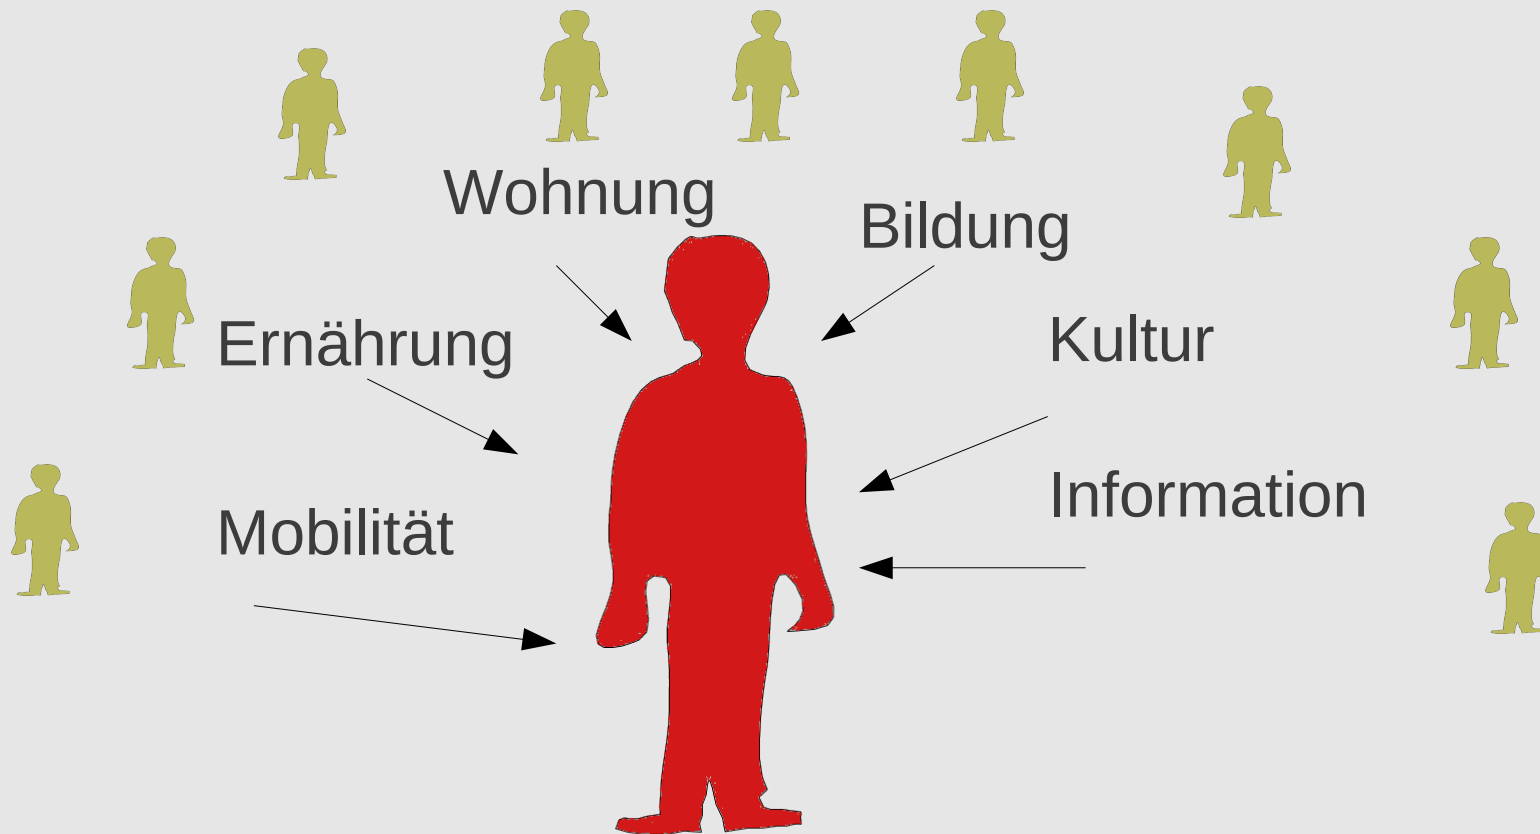 Wohnung
Bildung
Ernährung
Kultur
Mobilität
Information